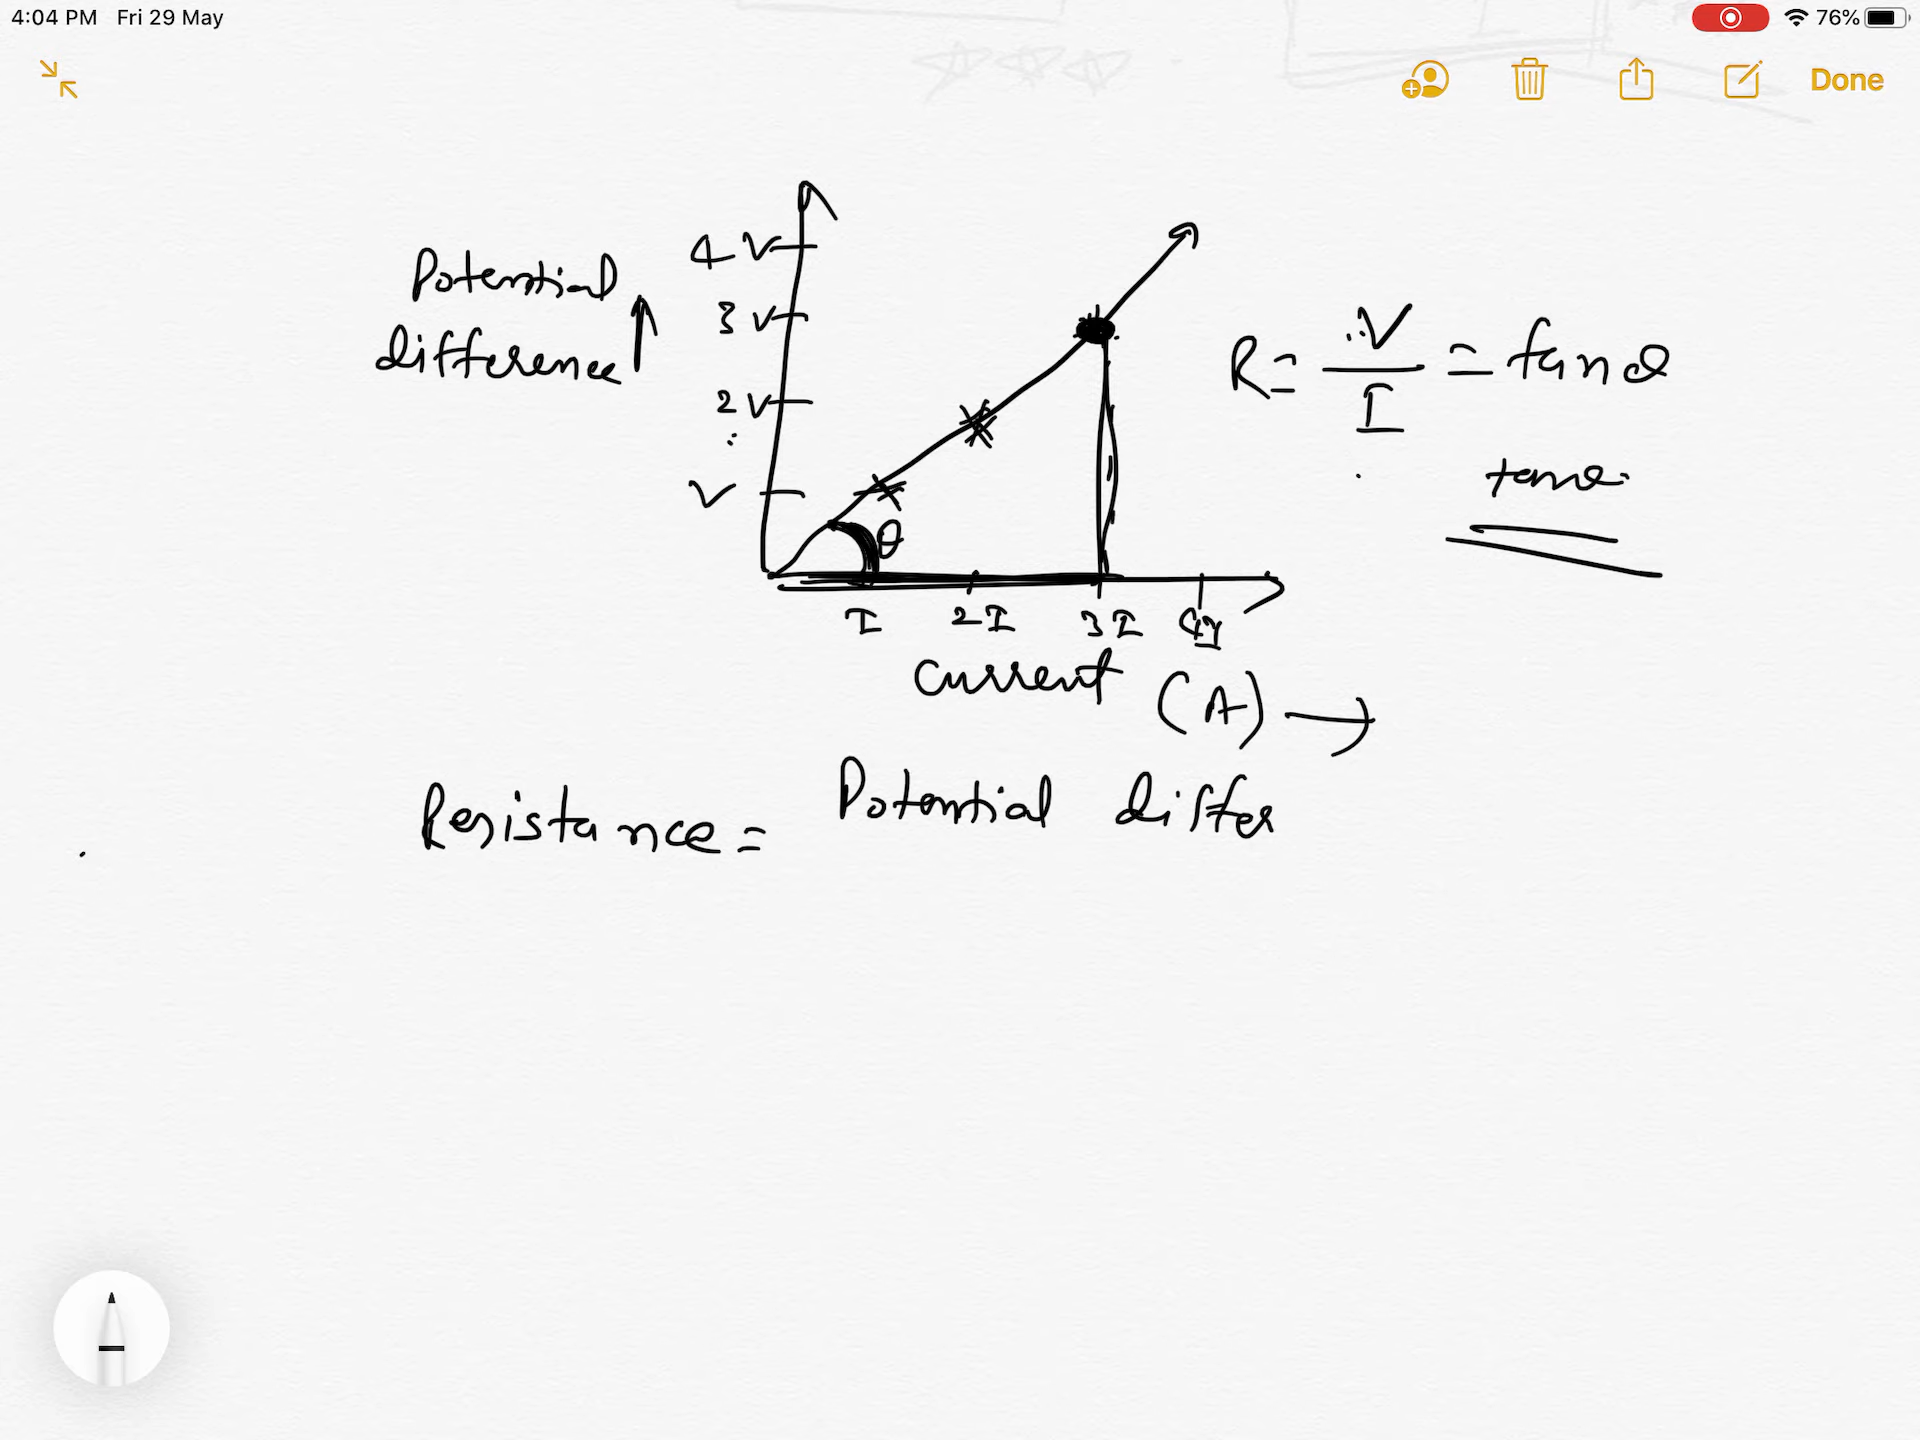 4:04 PM Fri 29 May
76%
Done
Potential
difference
4 V
3 V
2 V
V
θ
I 2I 3I 4I
current (A)
R = V/I = tanθ
tanθ
Resistance = Potential differ